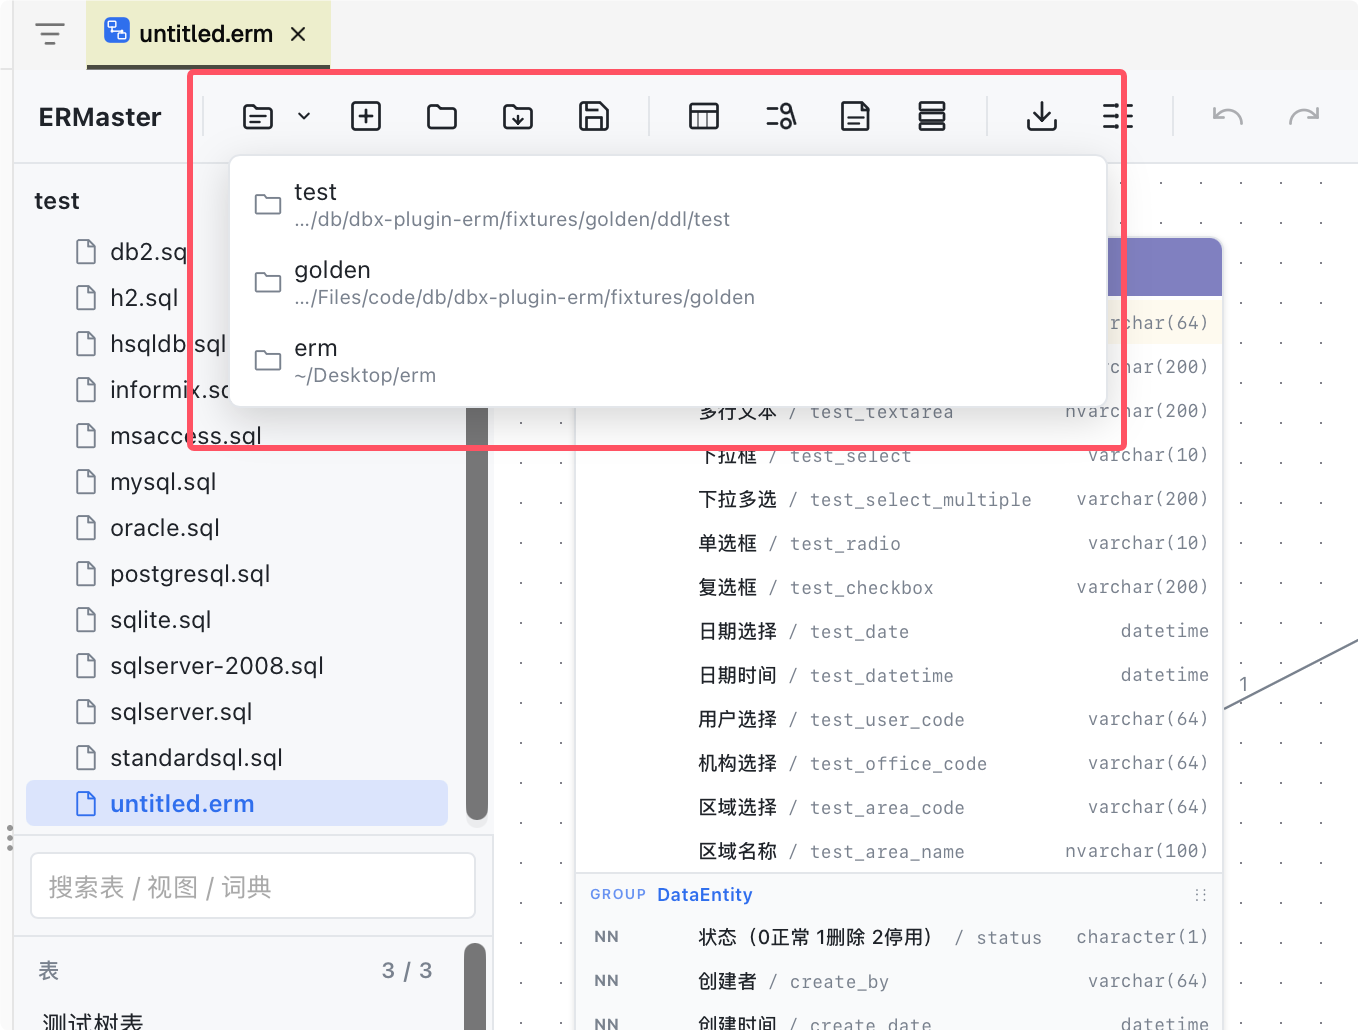 untitled.erm
ERMaster
test
db2.sq
h2.sql
hsqldb.sql
informix.sq
msaccess.sql
mysql.sql
oracle.sql
postgresql.sql
sqlite.sql
sqlserver-2008.sql
sqlserver.sql
standardsql.sql
untitled.erm
搜索表 / 视图 / 词典
表 3 / 3
测试树表
test
.../db/dbx-plugin-erm/fixtures/golden/ddl/test
golden
.../Files/code/db/dbx-plugin-erm/fixtures/golden
erm
~/Desktop/erm
rchar(64)
char(200)
多行文本 / test_textarea nvarchar(200)
下拉框 / test_select varchar(10)
下拉多选 / test_select_multiple varchar(200)
单选框 / test_radio varchar(10)
复选框 / test_checkbox varchar(200)
日期选择 / test_date datetime
日期时间 / test_datetime datetime
用户选择 / test_user_code varchar(64)
机构选择 / test_office_code varchar(64)
区域选择 / test_area_code varchar(64)
区域名称 / test_area_name nvarchar(100)
GROUP DataEntity
NN 状态（0正常 1删除 2停用） / status character(1)
NN 创建者 / create_by varchar(64)
NN 创建时间 / create_date datetime
1